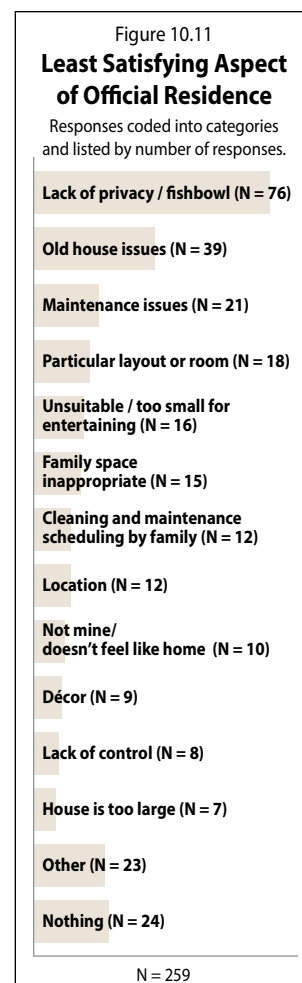 Figure 10.11
Least Satisfying Aspect
of Official Residence
Responses coded into categories
and listed by number of responses.
Lack of privacy / fishbowl (N = 76)
Old house issues (N = 39)
Maintenance issues (N = 21)
Particular layout or room (N = 18)
Unsuitable / too small for
entertaining (N = 16)
Family space
inappropriate (N = 15)
Cleaning and maintenance
scheduling by family (N = 12)
Location (N = 12)
Not mine/
doesn't feel like home (N = 10)
Décor (N = 9)
Lack of control (N = 8)
House is too large (N = 7)
Other (N = 23)
Nothing (N = 24)
N = 259